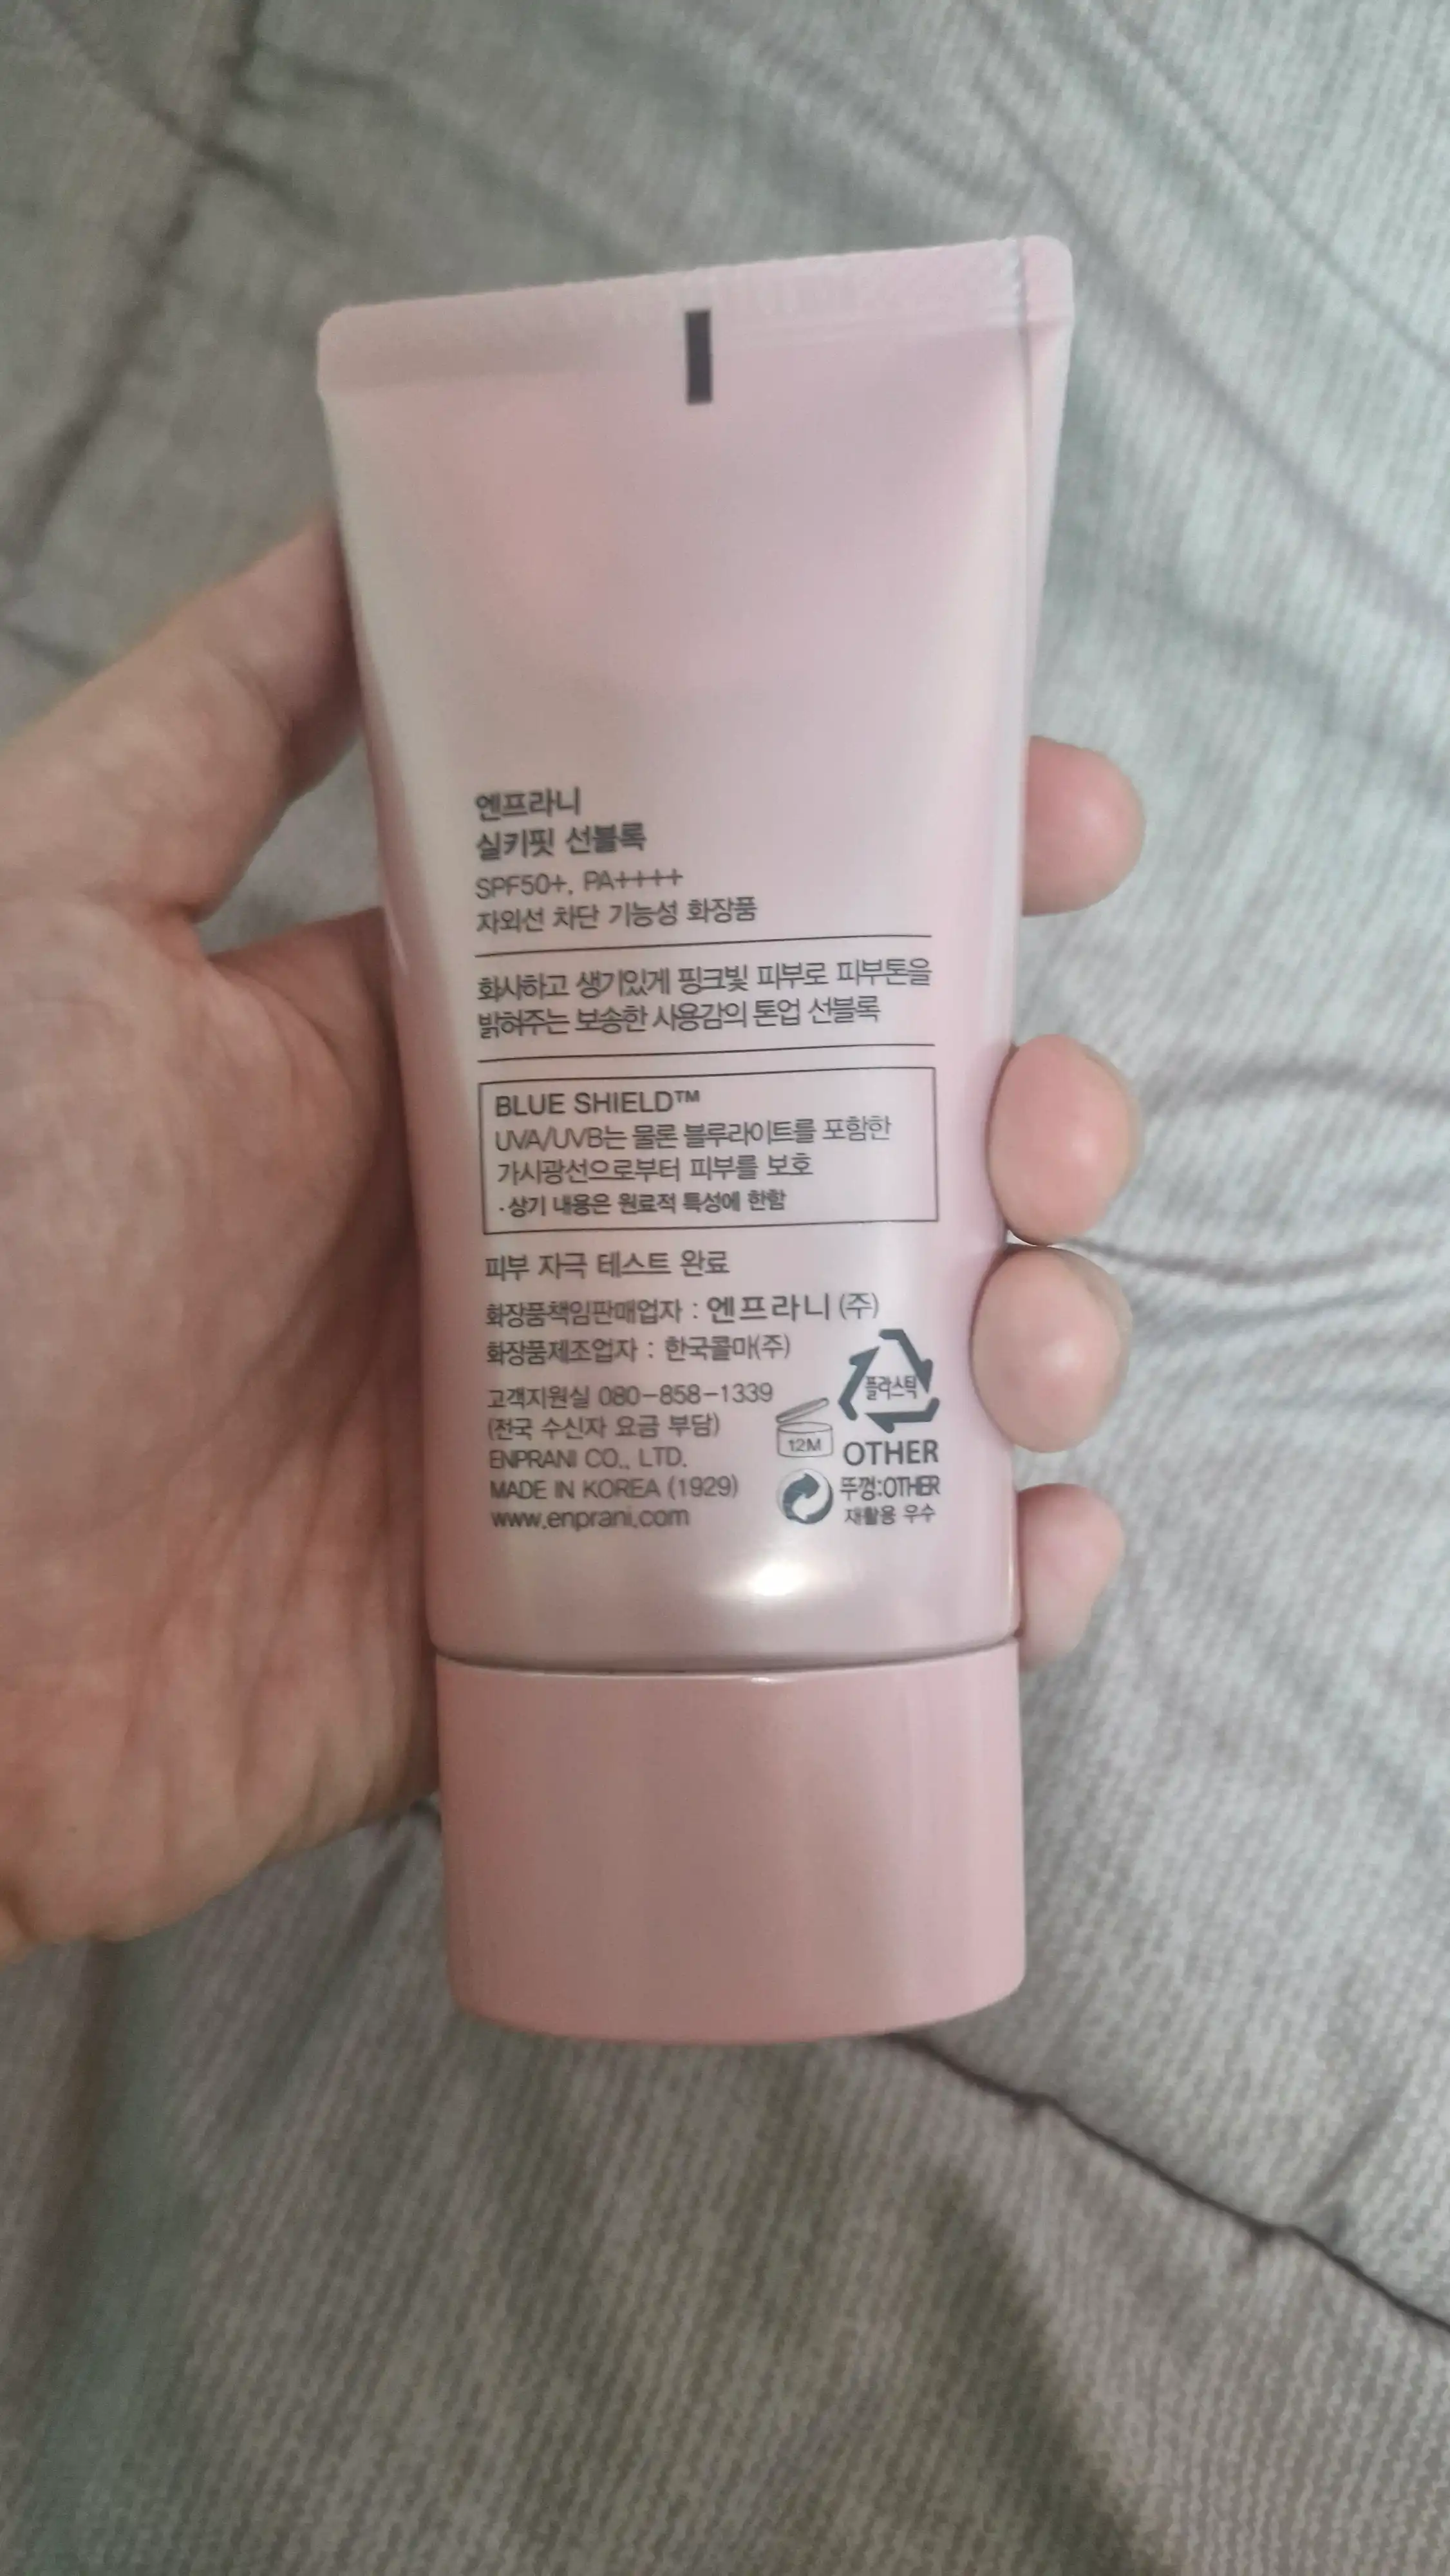 엔프라니
실키핏 선블록
SPF50+, PA++++
자외선 차단 기능성 화장품
화사하고 생기있게 핑크빛 피부로 피부톤을
밝혀주는 보송한 사용감의 톤업 선블록
BLUE SHIELD™
UVA/UVB는 물론 블루라이트를 포함한
가시광선으로부터 피부를 보호
·상기 내용은 원료적 특성에 한함
피부 자극 테스트 완료
화장품책임판매업자 : 엔프라니(주)
화장품제조업자 : 한국콜마(주)
고객지원실 080-858-1339
(전국 수신자 요금 부담)
ENPRANI CO., LTD.
MADE IN KOREA (1929)
www.enprani.com
12M
플라스틱
OTHER
뚜껑:OTHER
재활용 우수